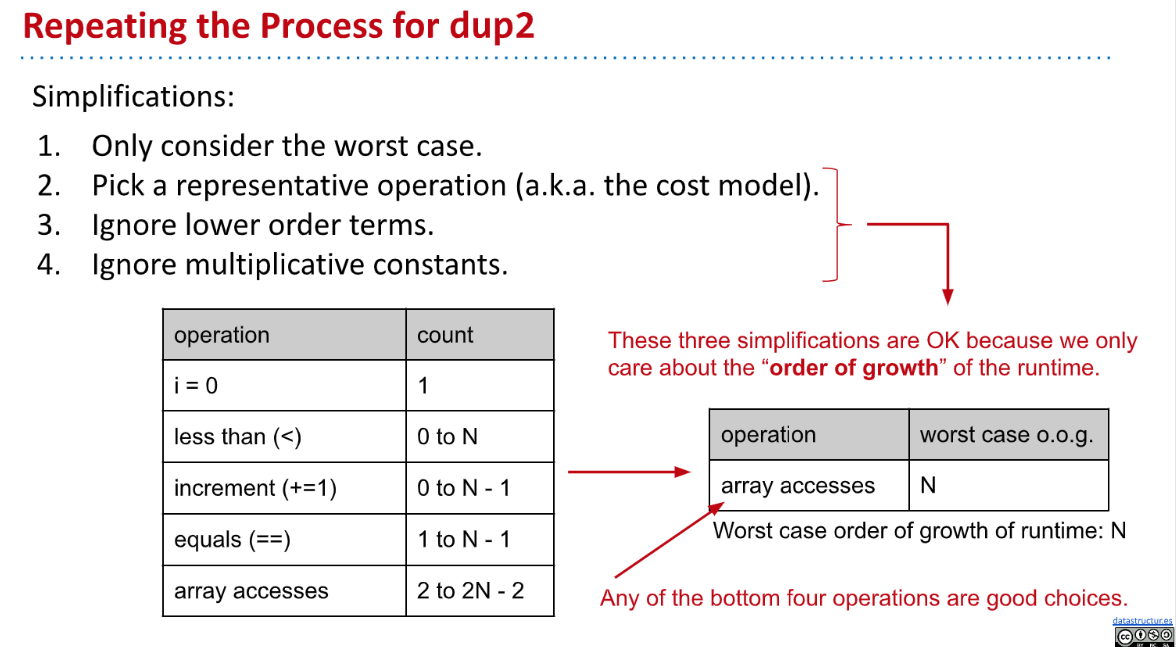 Repeating the Process for dup2
Simplifications:
1. Only consider the worst case.
2. Pick a representative operation (a.k.a. the cost model).
3. Ignore lower order terms.
4. Ignore multiplicative constants.
operation count
i = 0 1
less than (<) 0 to N
increment (+=1) 0 to N - 1
equals (==) 1 to N - 1
array accesses 2 to 2N - 2
These three simplifications are OK because we only
care about the “order of growth” of the runtime.
operation worst case o.o.g.
array accesses N
Worst case order of growth of runtime: N
Any of the bottom four operations are good choices.
datastructur.es